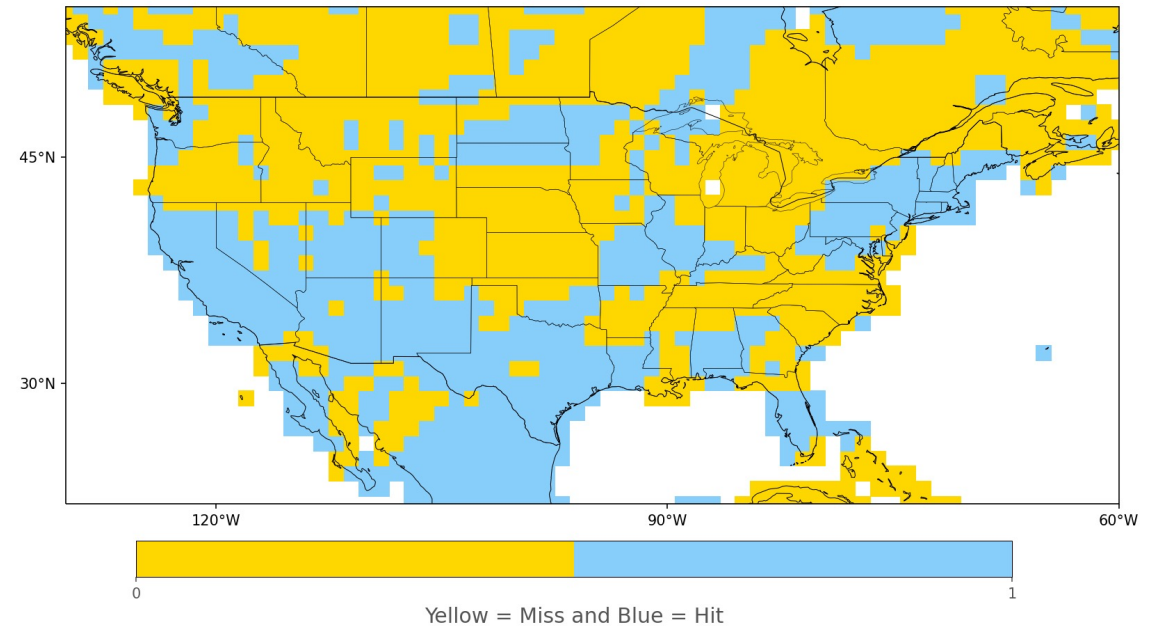 45°N
30°N
120°W
90°W
60°W
0
1
Yellow = Miss and Blue = Hit